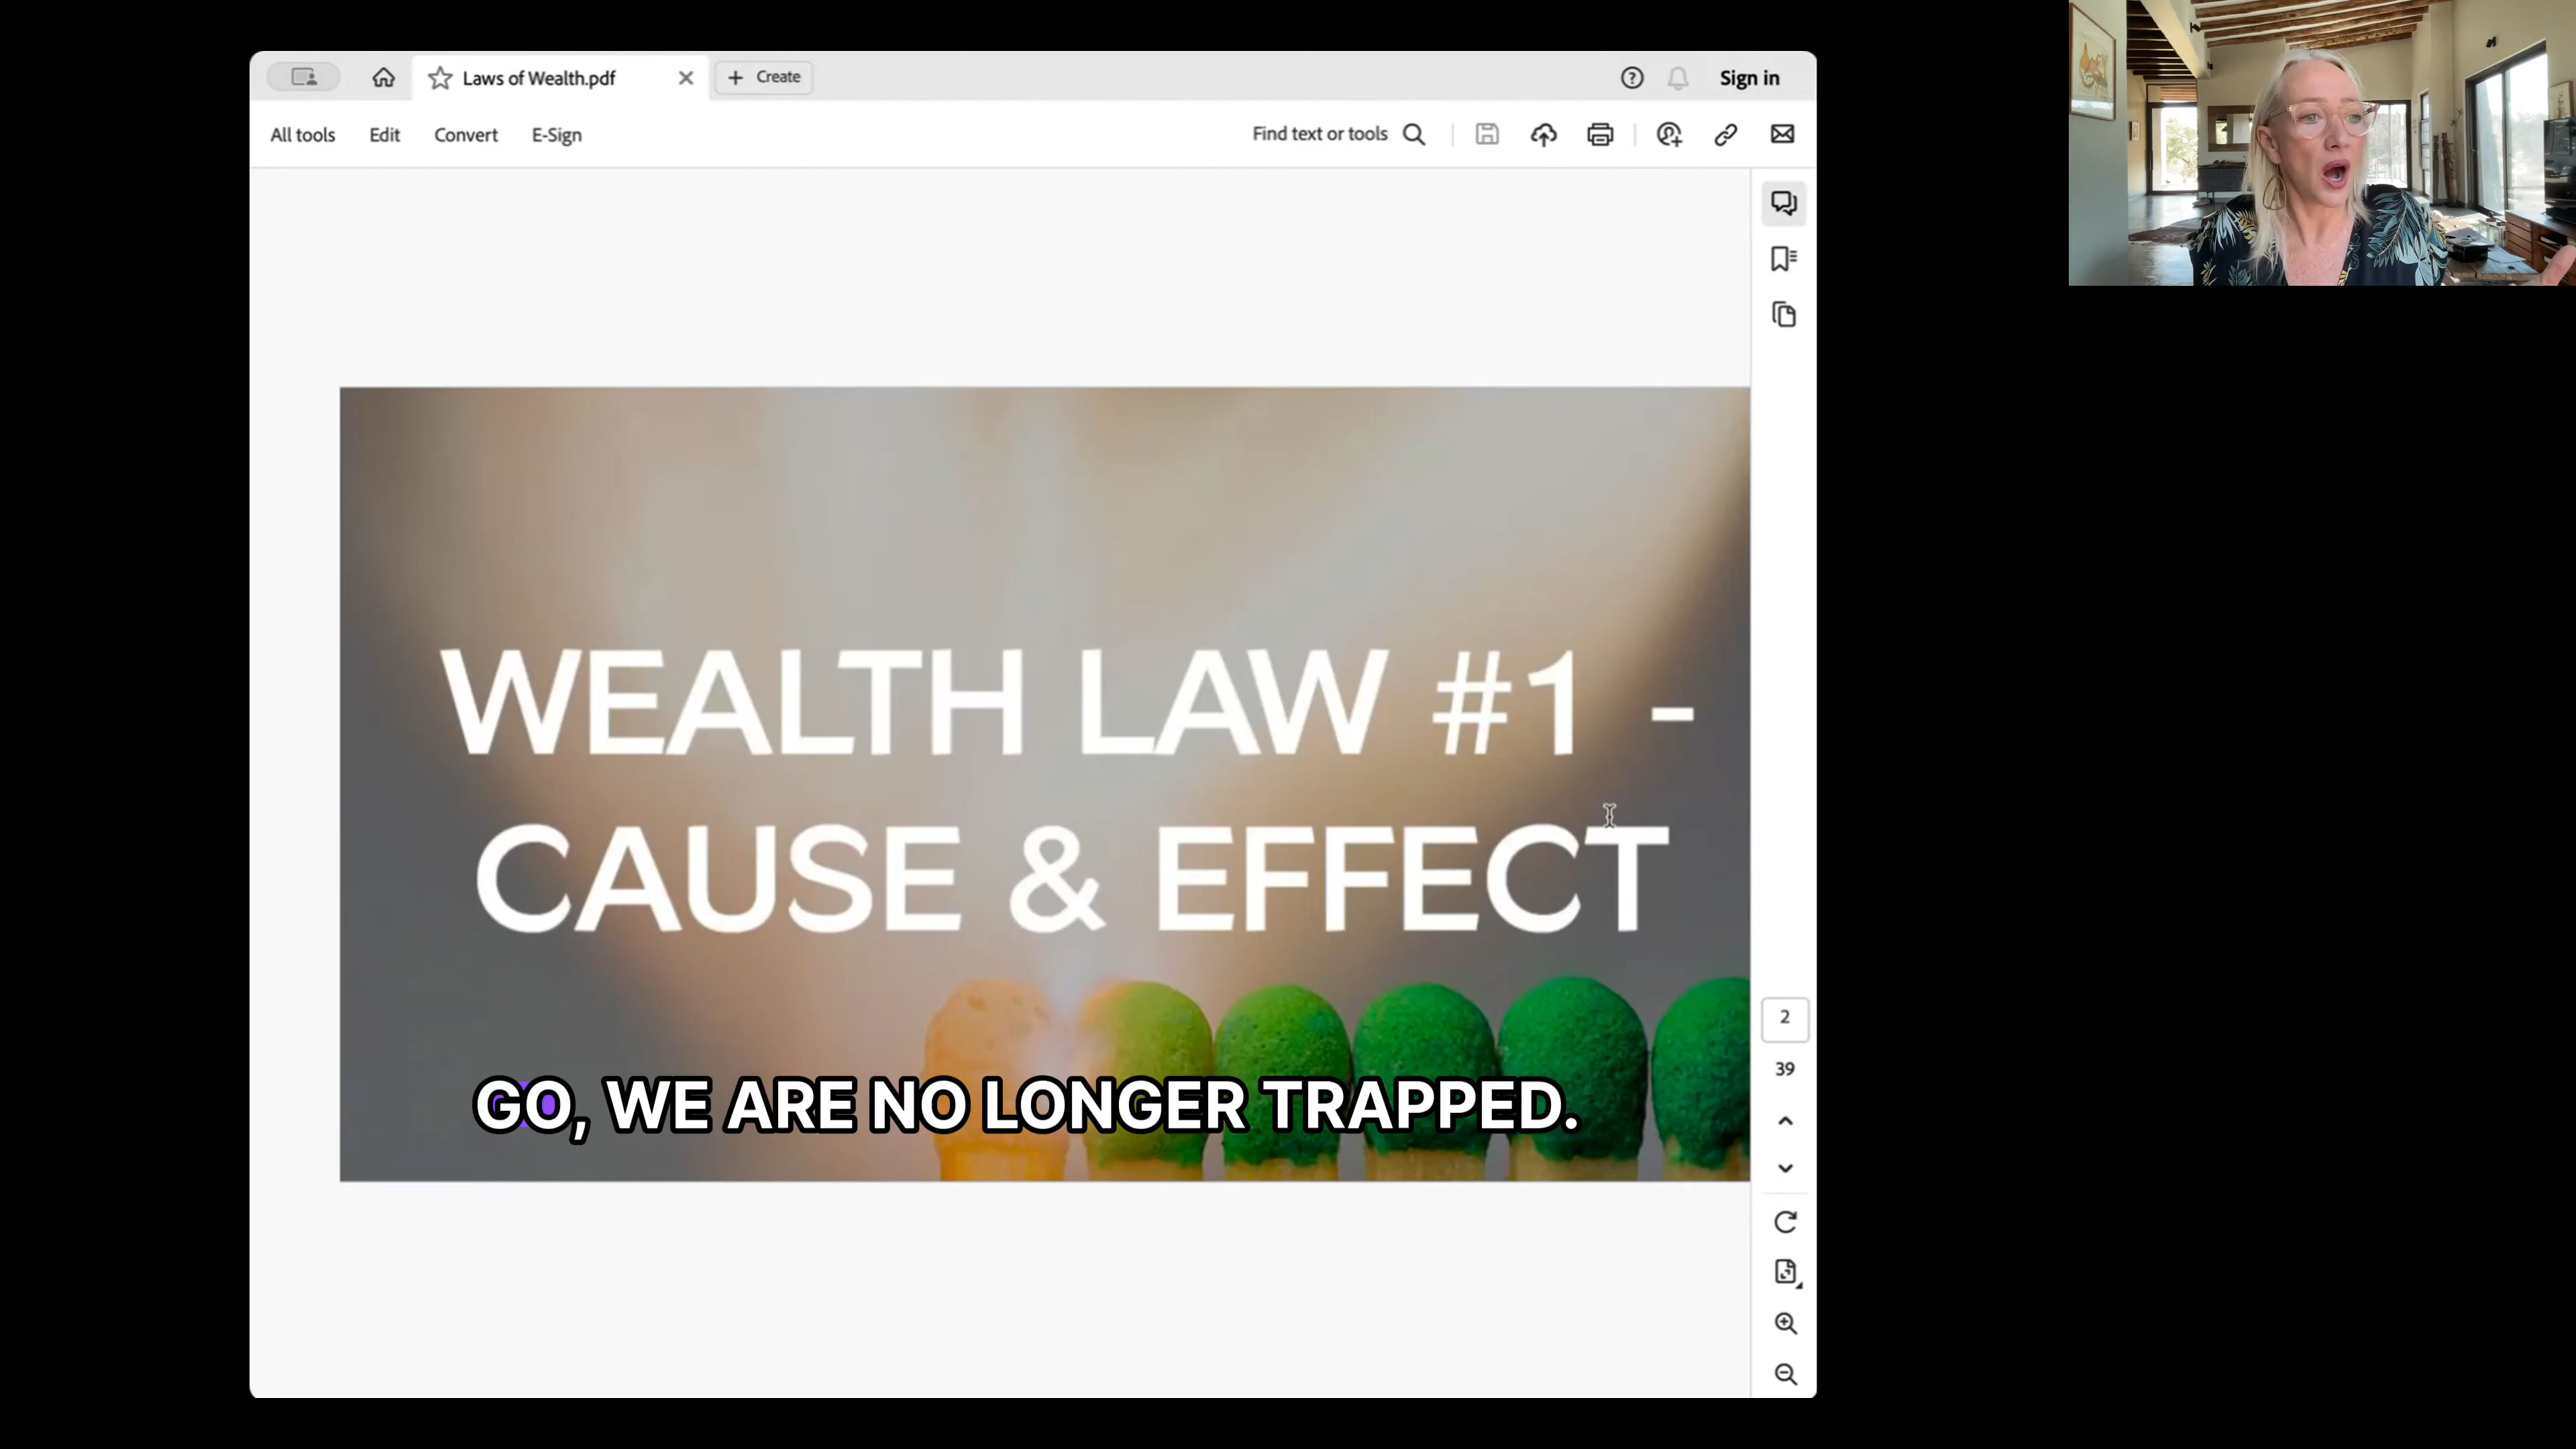 Laws of Wealth.pdf
Create
Sign in
All tools
Edit
Convert
E-Sign
Find text or tools
WEALTH LAW #1 -
CAUSE & EFFECT
GO, WE ARE NO LONGER TRAPPED.
2
39